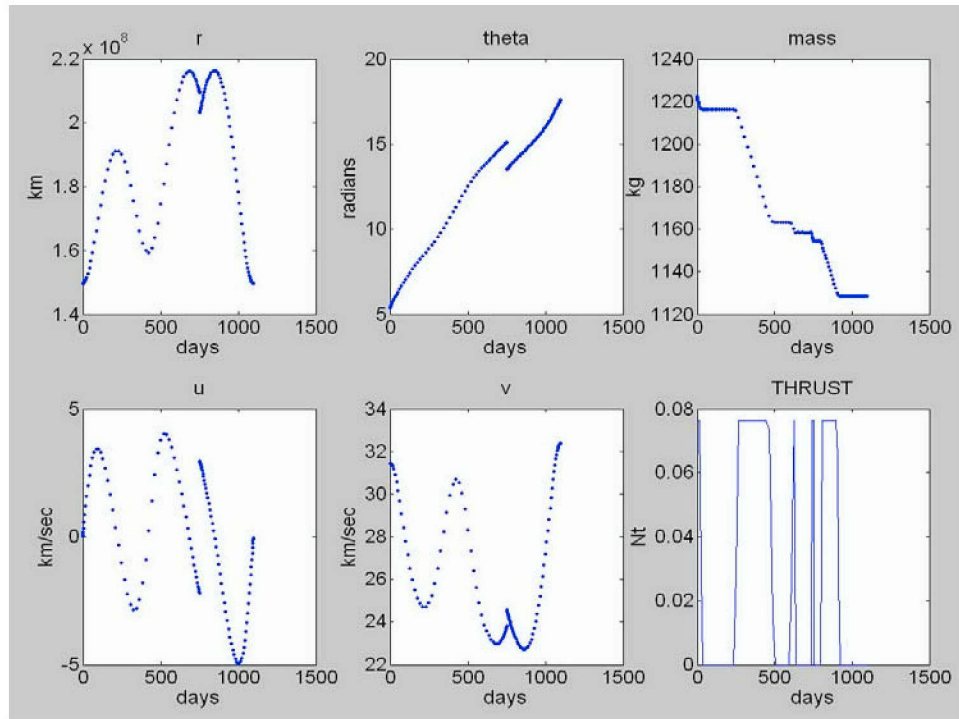 r
theta
mass
2.2 x 10⁸
2
1.8
1.6
1.4
km
0 500 1000 1500
days
20
15
10
5
radians
0 500 1000 1500
days
1240
1220
1200
1180
1160
1140
1120
kg
0 500 1000 1500
days
u
v
THRUST
5
0
-5
km/sec
0 500 1000 1500
days
34
32
30
28
26
24
22
km/sec
0 500 1000 1500
days
0.08
0.06
0.04
0.02
0
Nt
0 500 1000 1500
days